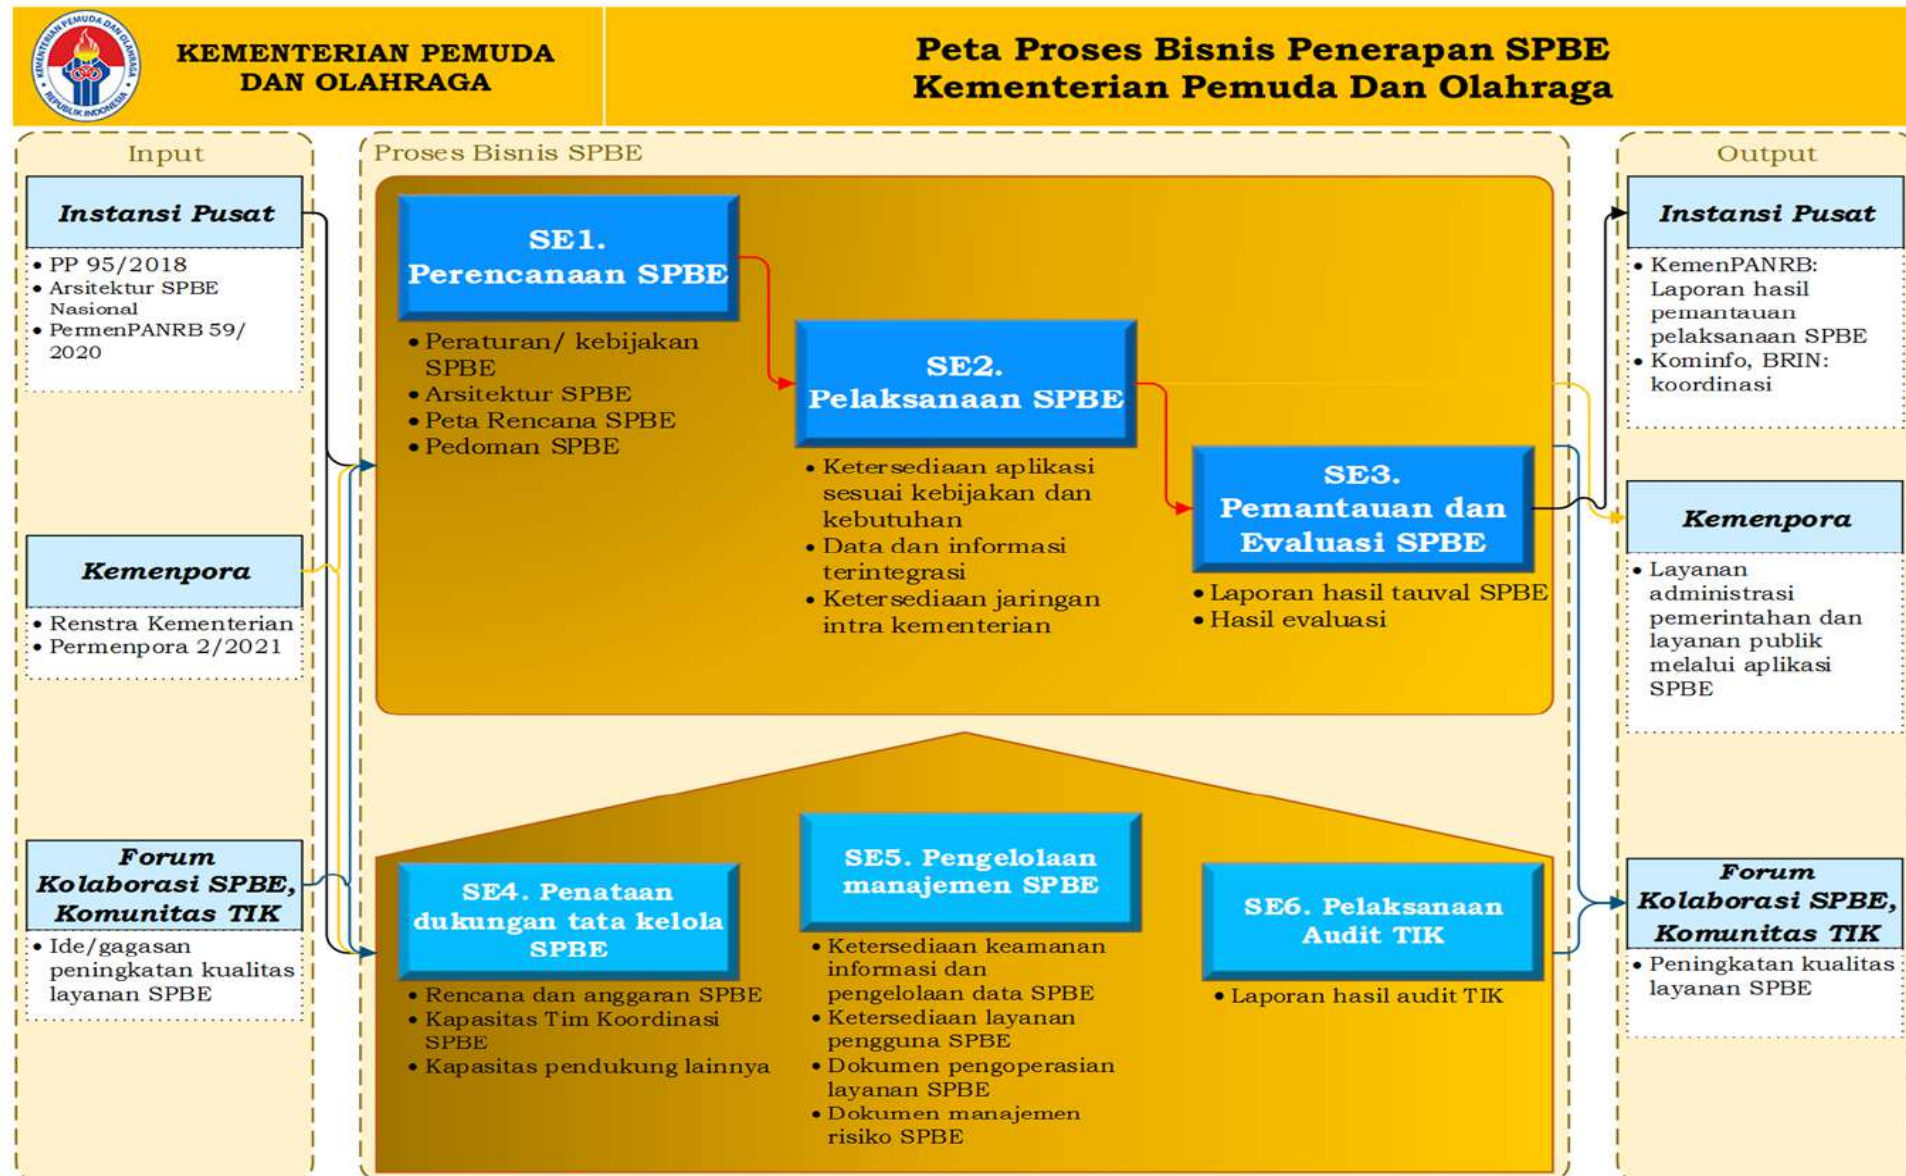 KEMENTERIAN PEMUDA DAN OLAHRAGA
REPUBLIK INDONESIA
KEMENTERIAN PEMUDA
DAN OLAHRAGA
Peta Proses Bisnis Penerapan SPBE
Kementerian Pemuda Dan Olahraga
Input
Instansi Pusat
• PP 95/2018
• Arsitektur SPBE
Nasional
• PermenPANRB 59/
2020
Kemenpora
• Renstra Kementerian
• Permenpora 2/2021
Forum
Kolaborasi SPBE,
Komunitas TIK
• Ide/gagasan
peningkatan kualitas
layanan SPBE
Proses Bisnis SPBE
SE1.
Perencanaan SPBE
• Peraturan/ kebijakan
SPBE
• Arsitektur SPBE
• Peta Rencana SPBE
• Pedoman SPBE
SE2.
Pelaksanaan SPBE
• Ketersediaan aplikasi
sesuai kebijakan dan
kebutuhan
• Data dan informasi
terintegrasi
• Ketersediaan jaringan
intra kementerian
SE3.
Pemantauan dan
Evaluasi SPBE
• Laporan hasil tauval SPBE
• Hasil evaluasi
SE4. Penataan
dukungan tata kelola
SPBE
• Rencana dan anggaran SPBE
• Kapasitas Tim Koordinasi
SPBE
• Kapasitas pendukung lainnya
SE5. Pengelolaan
manajemen SPBE
• Ketersediaan keamanan
informasi dan
pengelolaan data SPBE
• Ketersediaan layanan
pengguna SPBE
• Dokumen pengoperasian
layanan SPBE
• Dokumen manajemen
risiko SPBE
SE6. Pelaksanaan
Audit TIK
• Laporan hasil audit TIK
Output
Instansi Pusat
• KemenPANRB:
Laporan hasil
pemantauan
pelaksanaan SPBE
• Kominfo, BRIN:
koordinasi
Kemenpora
• Layanan
administrasi
pemerintahan dan
layanan publik
melalui aplikasi
SPBE
Forum
Kolaborasi SPBE,
Komunitas TIK
• Peningkatan kualitas
layanan SPBE